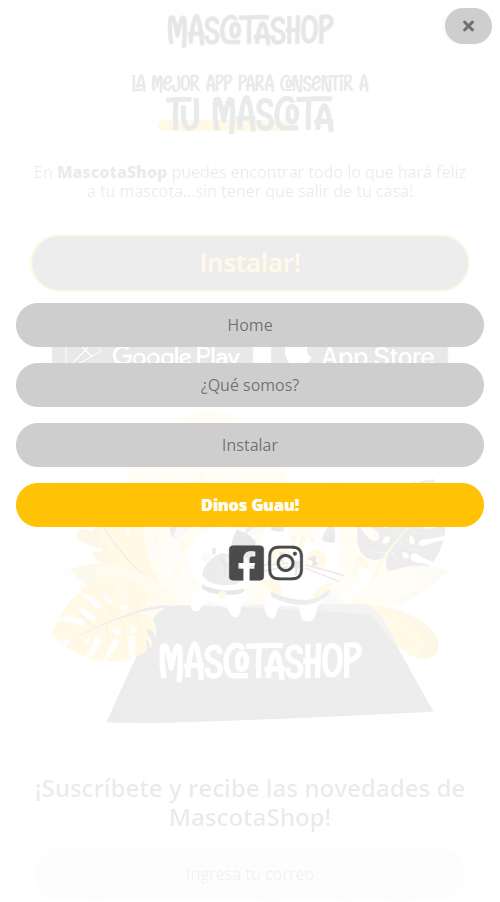 MASCOTASHOP
LA MEJOR APP PARA CONSENTIR A
TU MASCOTA
En MascotaShop puedes encontrar todo lo que hará feliz
a tu mascota...sin tener que salir de tu casa!
Instalar!
Home
Google Play App Store
¿Qué somos?
Instalar
Dinos Guau!
MASCOTASHOP
¡Suscríbete y recibe las novedades de
MascotaShop!
Ingresa tu correo